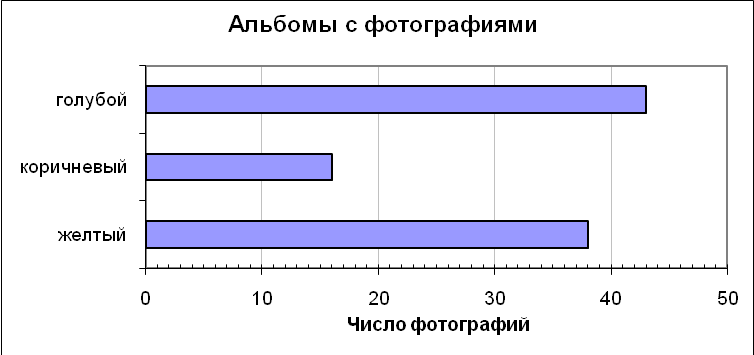 Альбомы с фотографиями
голубой
коричневый
желтый
0 10 20 30 40 50
Число фотографий